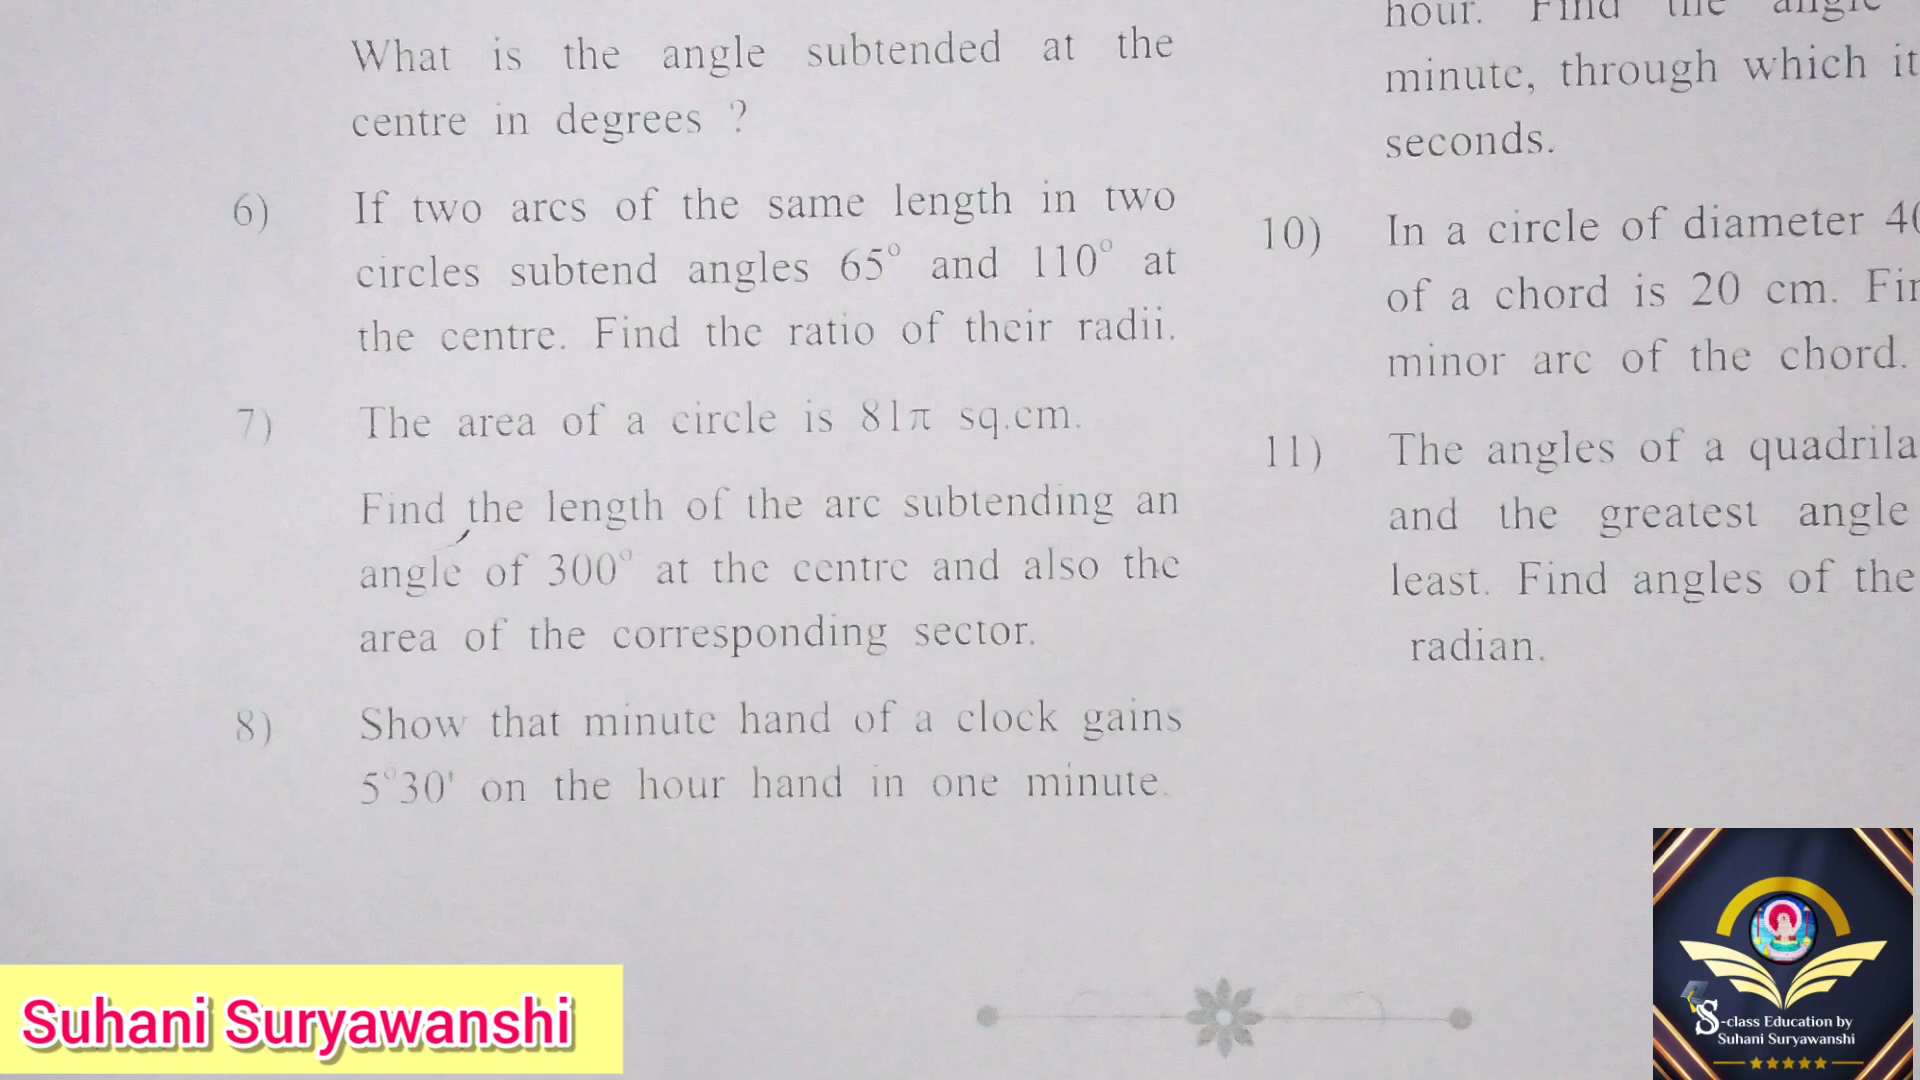 What is the angle subtended at the
centre in degrees ?
6) If two arcs of the same length in two
circles subtend angles 65° and 110° at
the centre. Find the ratio of their radii.
7) The area of a circle is 81π sq.cm.
Find the length of the arc subtending an
angle of 300° at the centre and also the
area of the corresponding sector.
8) Show that minute hand of a clock gains
5°30' on the hour hand in one minute.
hour. Find the angle
minute, through which it
seconds.
10) In a circle of diameter
of a chord is 20 cm.
minor arc of the chord.
11) The angles of a
and the greatest angle
least. Find angles of the
radian.
Suhani Suryawanshi
S-class Education by
Suhani Suryawanshi